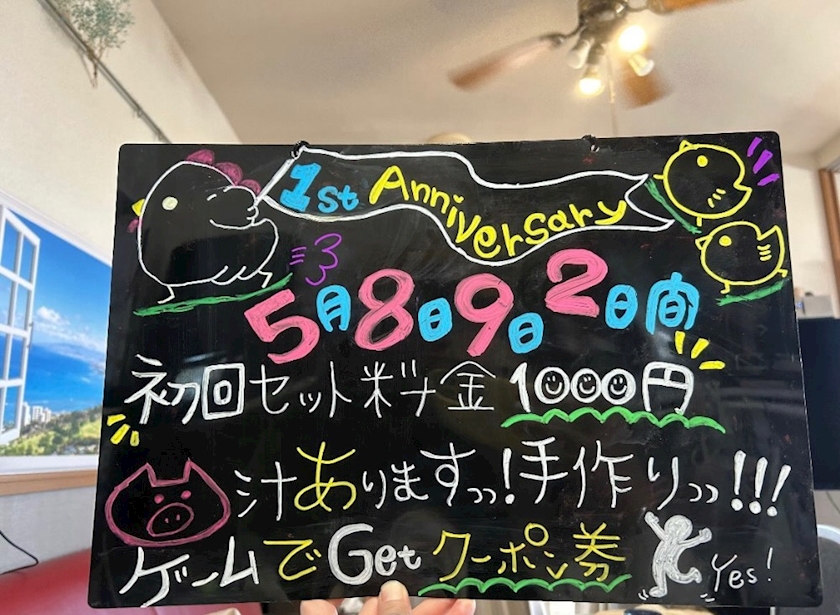 1st Anniversary
5月8日9日2日間
初回セット料金1000円
汁ありますっっ!手作りっっ!!!
ゲームでGetクーポン券 Yes!